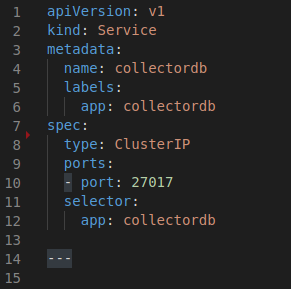 1 apiVersion: v1
2 kind: Service
3 metadata:
4   name: collectordb
5   labels:
6     app: collectordb
7 spec:
8   type: ClusterIP
9   ports:
10   - port: 27017
11   selector:
12     app: collectordb
13
14 ---
15